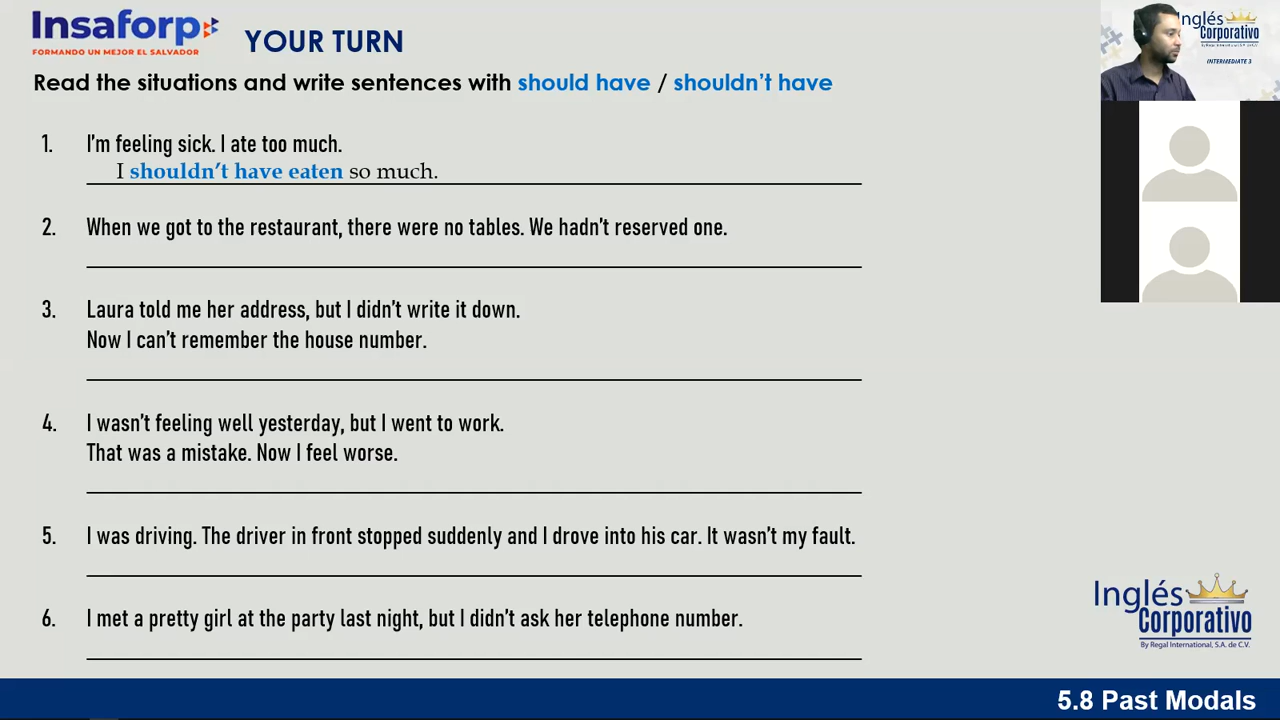 Insaforp
FORMANDO UN MEJOR EL SALVADOR
YOUR TURN
Inglés
Corporativo
INTERMEDIATE 3
Read the situations and write sentences with should have / shouldn’t have
1. I’m feeling sick. I ate too much.
I shouldn’t have eaten so much.
2. When we got to the restaurant, there were no tables. We hadn’t reserved one.
3. Laura told me her address, but I didn’t write it down.
Now I can’t remember the house number.
4. I wasn’t feeling well yesterday, but I went to work.
That was a mistake. Now I feel worse.
5. I was driving. The driver in front stopped suddenly and I drove into his car. It wasn’t my fault.
6. I met a pretty girl at the party last night, but I didn’t ask her telephone number.
Inglés
Corporativo
By Regal International, S.A. de C.V.
5.8 Past Modals